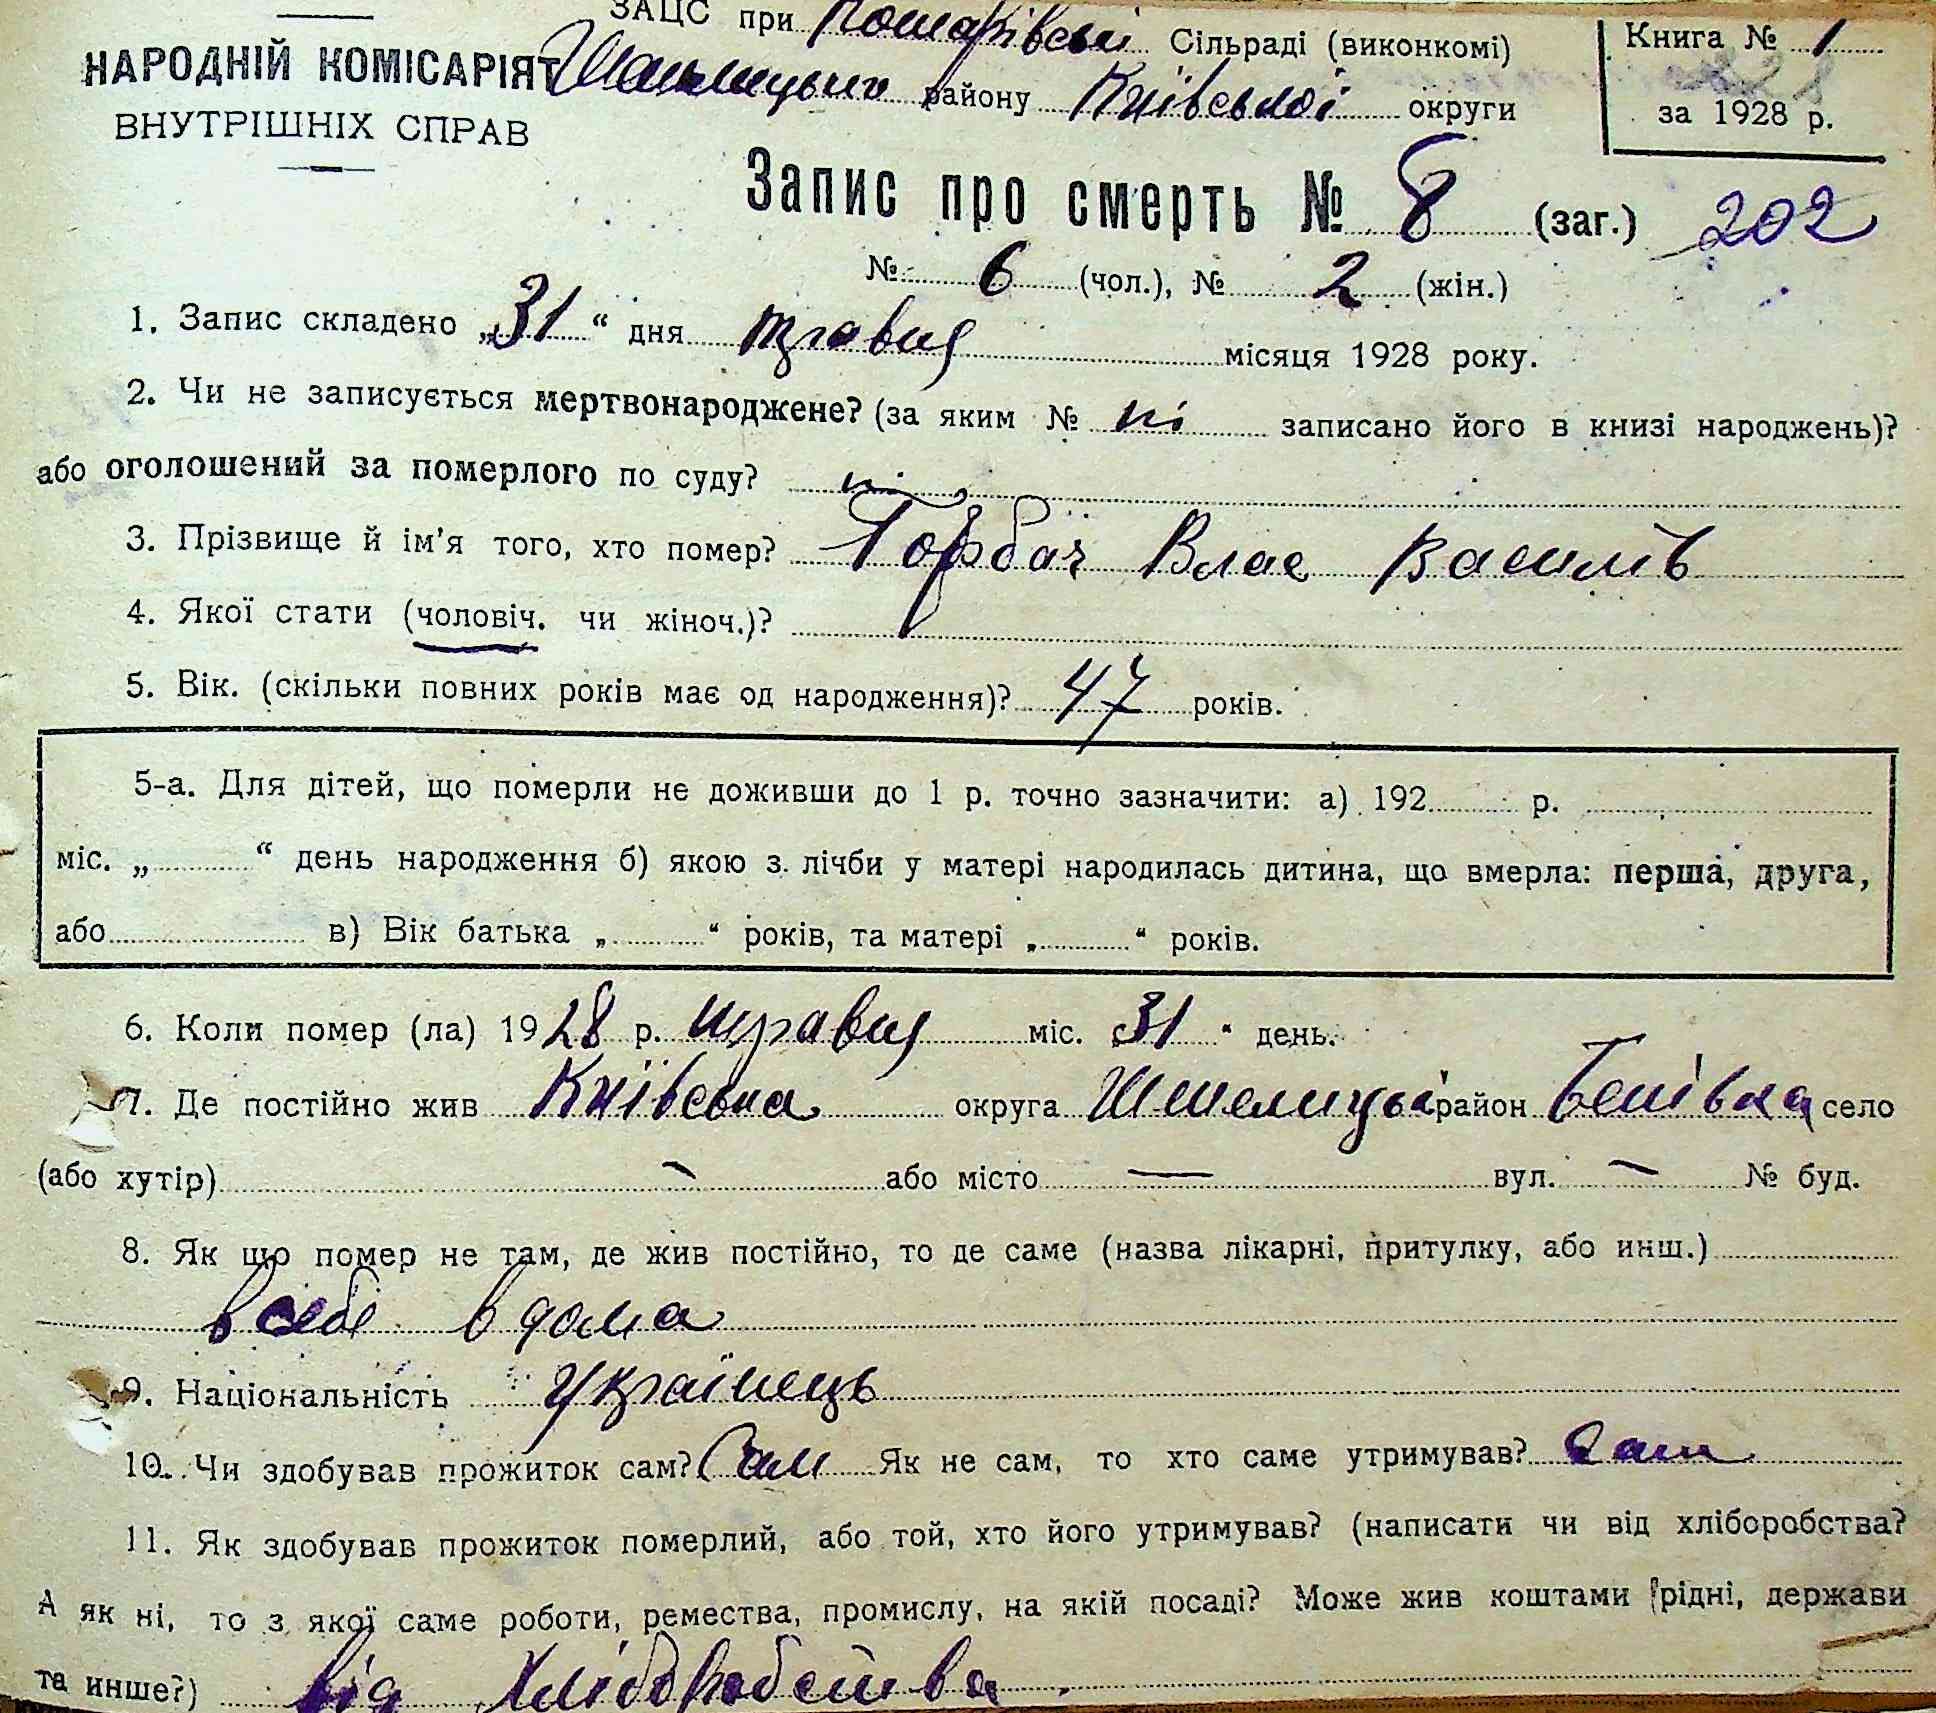 ЗАЦС при Кошарівські Сільраді (виконкомі)
НАРОДНІЙ КОМІСАРІЯТ району Київської округи
ВНУТРІШНІХ СПРАВ
Книга № 1
за 1928 р.
Запис про смерть № 8 (заг.) 202
№ 6 (чол.), № 2 (жін.)
1. Запис складено „31“ дня травня місяця 1928 року.
2. Чи не записується мертвонароджене? (за яким № ні записано його в книзі народжень)?
або оголошений за померлого по суду? ні
3. Прізвище й ім'я того, хто помер? Горбач Влас Василів
4. Якої стати (чоловіч. чи жіноч.)?
5. Вік. (скільки повних років має од народження)? 47 років.
5-а. Для дітей, що померли не доживши до 1 р. точно зазначити: а) 192 р.
міс. „ “ день народження б) якою з лічби у матері народилась дитина, що вмерла: перша, друга,
або в) Вік батька „ “ років, та матері „ “ років.
6. Коли помер (ла) 1928 р. травня міс. 31 “ день.
7. Де постійно жив Київська округа район село
(або хутір) — або місто — вул. — № буд.
8. Як що помер не там, де жив постійно, то де саме (назва лікарні, притулку, або инш.)
в себе вдома
9. Національність Українець
10. Чи здобував прожиток сам? Сам Як не сам, то хто саме утримував? Сам
11. Як здобував прожиток померлий, або той, хто його утримував? (написати чи від хліборобства?
А як ні, то з якої саме роботи, ремества, промислу, на якій посаді? Може жив коштами рідні, держави
та инше?) від Хліборобства.